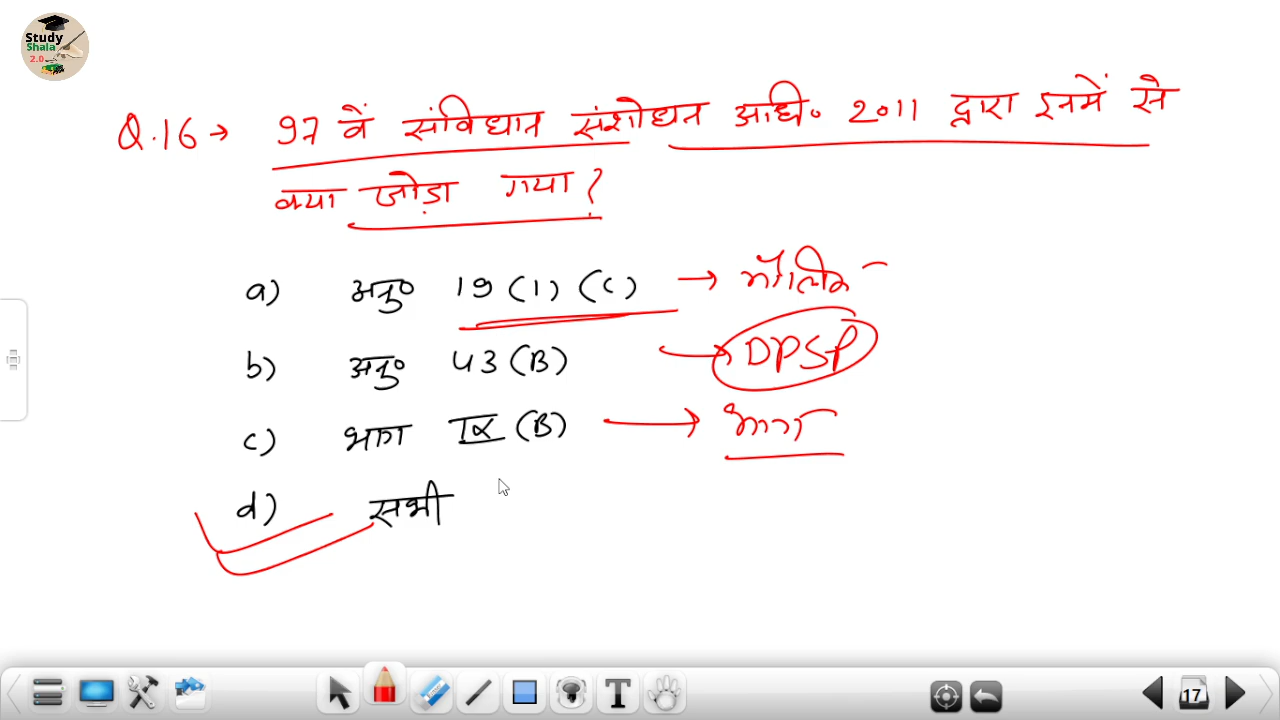 Study
Shala
2.0
Q.16→ 97 वें संविधान संशोधन अधि० 2011 द्वारा इनमें से
क्या जोड़ा गया ?
a) अनु० 19 (1) (c) → मौलिक
b) अनु० 43 (B) → DPSP
c) भाग IX (B) → भाग
d) सभी
17